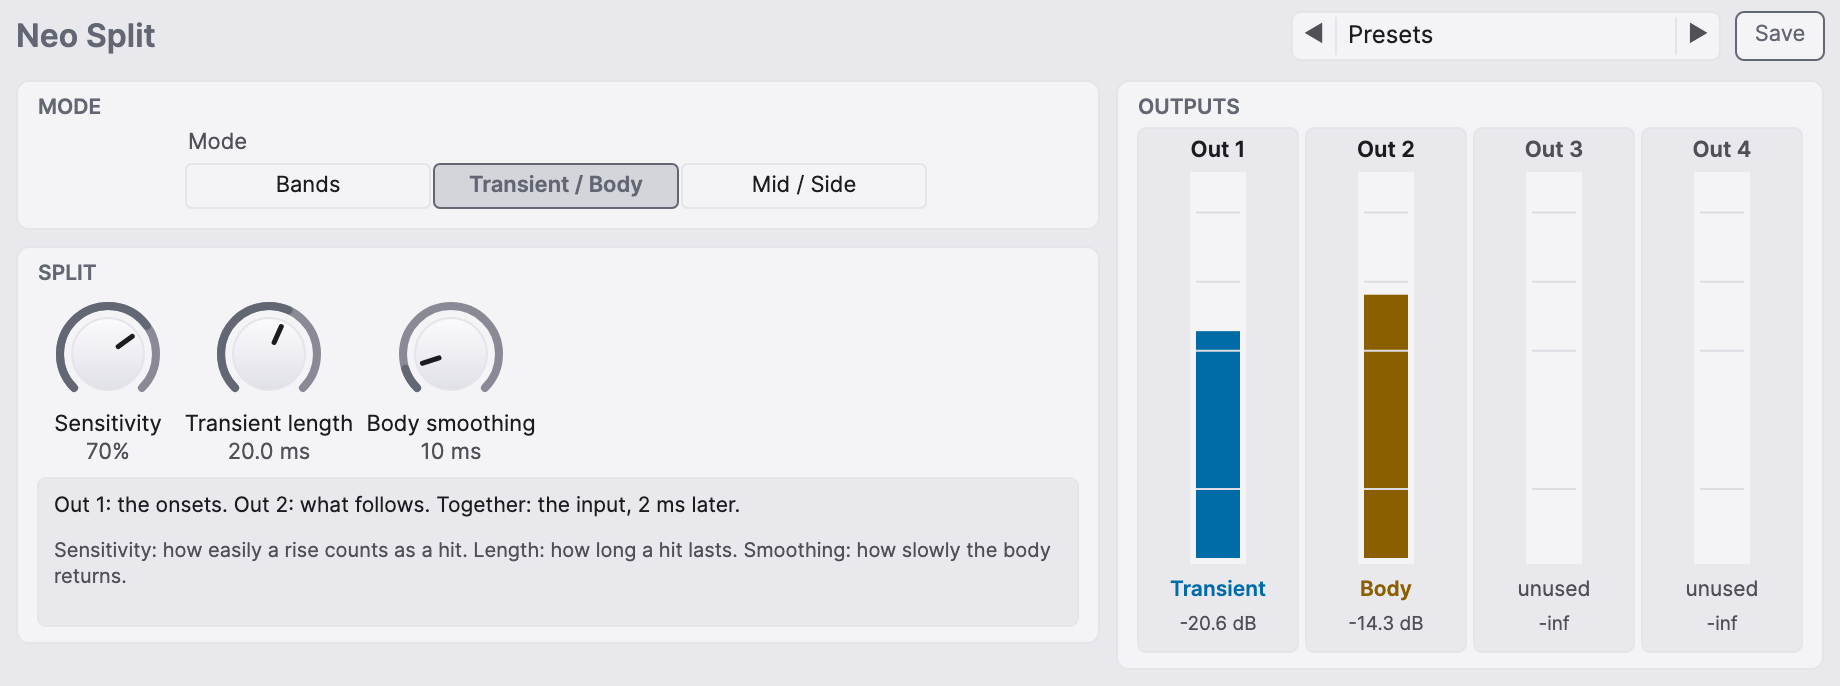 Neo Split
Presets
Save
MODE
Mode
Bands
Transient / Body
Mid / Side
SPLIT
Sensitivity
70%
Transient length
20.0 ms
Body smoothing
10 ms
Out 1: the onsets. Out 2: what follows. Together: the input, 2 ms later.
Sensitivity: how easily a rise counts as a hit. Length: how long a hit lasts. Smoothing: how slowly the body
returns.
OUTPUTS
Out 1
Transient
-20.6 dB
Out 2
Body
-14.3 dB
Out 3
unused
-inf
Out 4
unused
-inf